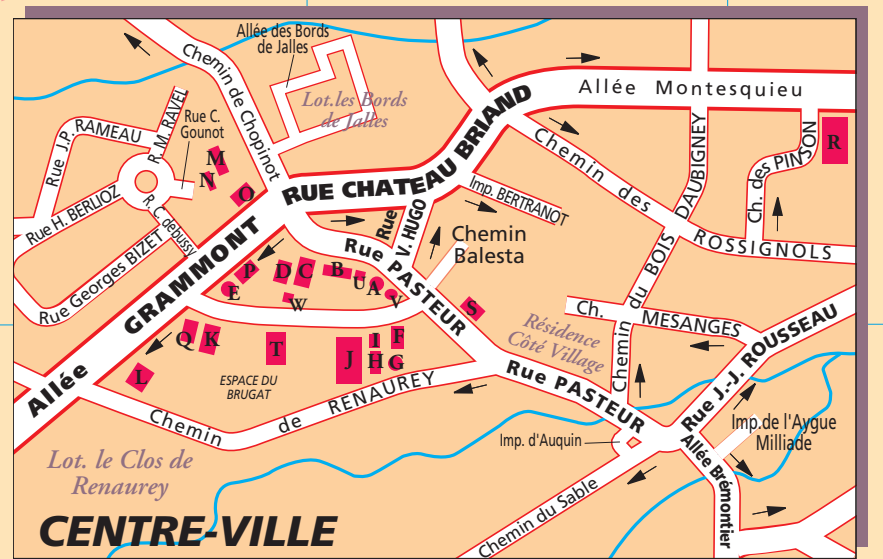 Allée des Bords
de Jalles
Chemin de Chopinot
Lot.les Bords
de Jalles
Allée Montesquieu
RUE CHATEAU BRIAND
R. M. RAVEL
Rue C.
Gounot
Rue J.P. RAMEAU
M
N
O
R
Chemin des ROSSIGNOLS
Ch. des PINSON
Chemin du BOIS DAUBIGNEY
Imp. BERTRANOT
Rue V. HUGO
Chemin
Balesta
Rue H. BERLIOZ
R. C. debussy
Rue Georges BIZET
Allée GRAMMONT
Rue PASTEUR
P
E
D
C
B
U
A
V
W
S
Ch. MESANGES
Résidence
Côté Village
Rue J.-J. ROUSSEAU
Q
K
T
J
I
F
H
G
L
ESPACE DU
BRUGAT
Chemin de RENAUREY
Rue PASTEUR
Imp. d'Auquin
Imp.de l'Aygue
Milliade
Allée Brémontier
Chemin du Sable
Lot. le Clos de
Renaurey
CENTRE-VILLE